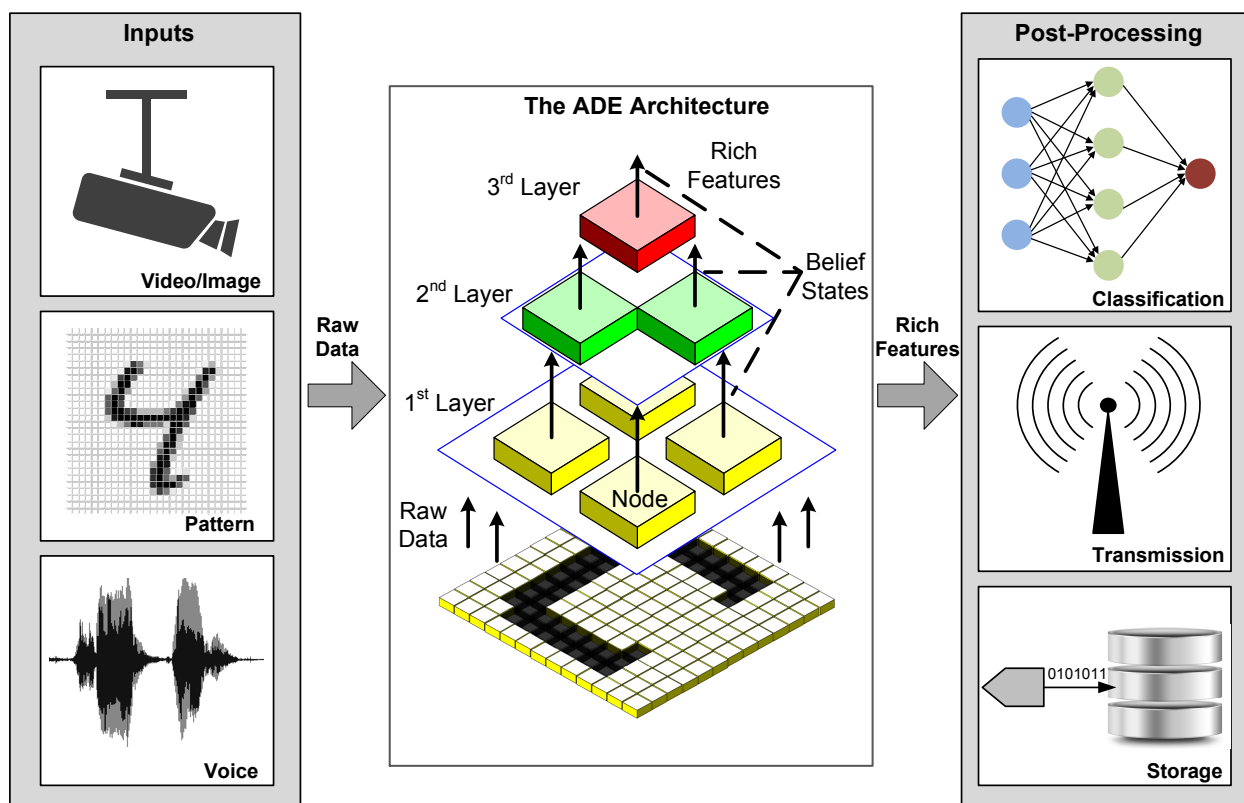 Inputs
Video/Image
Pattern
Voice
Raw
Data
The ADE Architecture
Rich
Features
3rd Layer
Belief
States
2nd Layer
1st Layer
Node
Raw
Data
Rich
Features
Post-Processing
Classification
Transmission
0101011
Storage